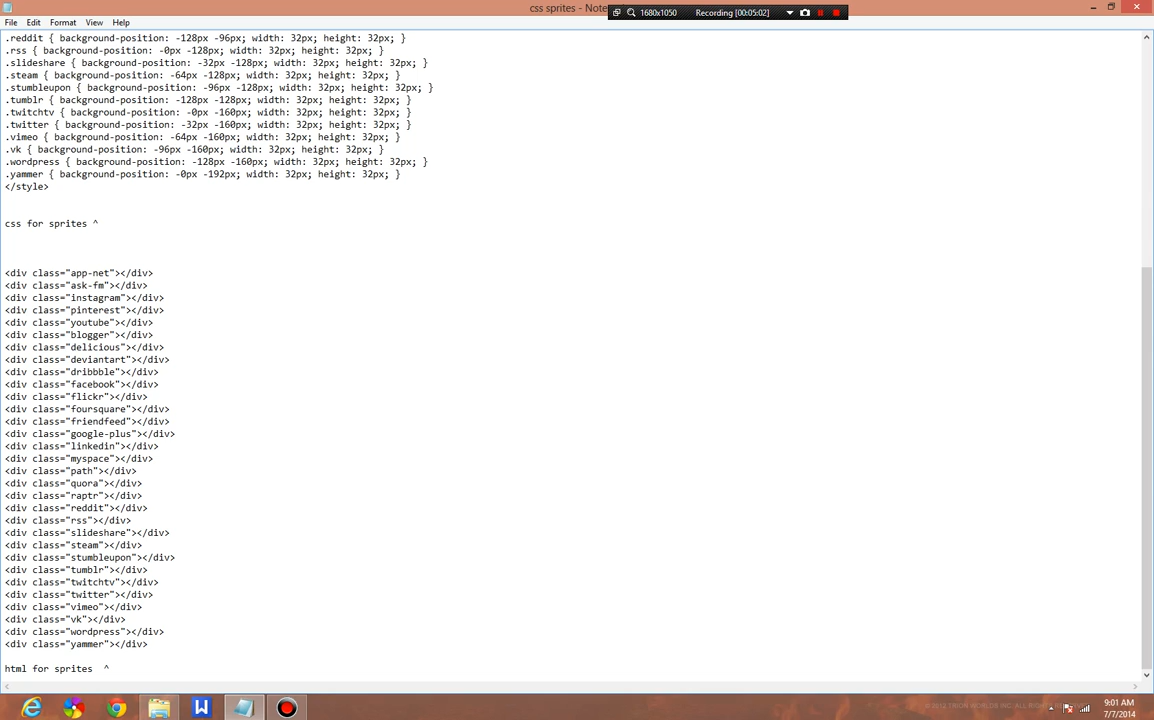 css sprites - Note
1680x1050 Recording [00:05:02]
File Edit Format View Help
.reddit { background-position: -128px -96px; width: 32px; height: 32px; }
.rss { background-position: -0px -128px; width: 32px; height: 32px; }
.slideshare { background-position: -32px -128px; width: 32px; height: 32px; }
.steam { background-position: -64px -128px; width: 32px; height: 32px; }
.stumbleupon { background-position: -96px -128px; width: 32px; height: 32px; }
.tumblr { background-position: -128px -128px; width: 32px; height: 32px; }
.twitchtv { background-position: -0px -160px; width: 32px; height: 32px; }
.twitter { background-position: -32px -160px; width: 32px; height: 32px; }
.vimeo { background-position: -64px -160px; width: 32px; height: 32px; }
.vk { background-position: -96px -160px; width: 32px; height: 32px; }
.wordpress { background-position: -128px -160px; width: 32px; height: 32px; }
.yammer { background-position: -0px -192px; width: 32px; height: 32px; }
</style>
css for sprites ^
<div class="app-net"></div>
<div class="ask-fm"></div>
<div class="instagram"></div>
<div class="pinterest"></div>
<div class="youtube"></div>
<div class="blogger"></div>
<div class="delicious"></div>
<div class="deviantart"></div>
<div class="dribbble"></div>
<div class="facebook"></div>
<div class="flickr"></div>
<div class="foursquare"></div>
<div class="friendfeed"></div>
<div class="google-plus"></div>
<div class="linkedin"></div>
<div class="myspace"></div>
<div class="path"></div>
<div class="quora"></div>
<div class="raptr"></div>
<div class="reddit"></div>
<div class="rss"></div>
<div class="slideshare"></div>
<div class="steam"></div>
<div class="stumbleupon"></div>
<div class="tumblr"></div>
<div class="twitchtv"></div>
<div class="twitter"></div>
<div class="vimeo"></div>
<div class="vk"></div>
<div class="wordpress"></div>
<div class="yammer"></div>
html for sprites ^
W
9:01 AM
7/7/2014